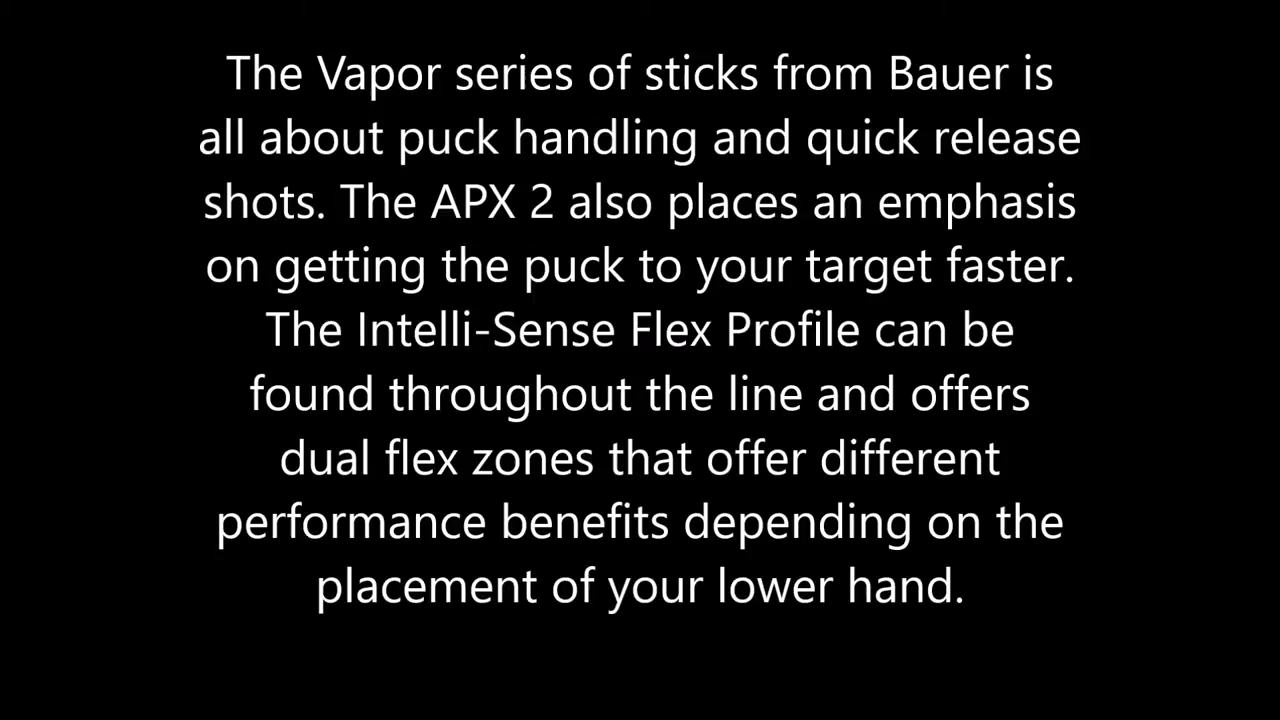 The Vapor series of sticks from Bauer is
all about puck handling and quick release
shots. The APX 2 also places an emphasis
on getting the puck to your target faster.
The Intelli-Sense Flex Profile can be
found throughout the line and offers
dual flex zones that offer different
performance benefits depending on the
placement of your lower hand.